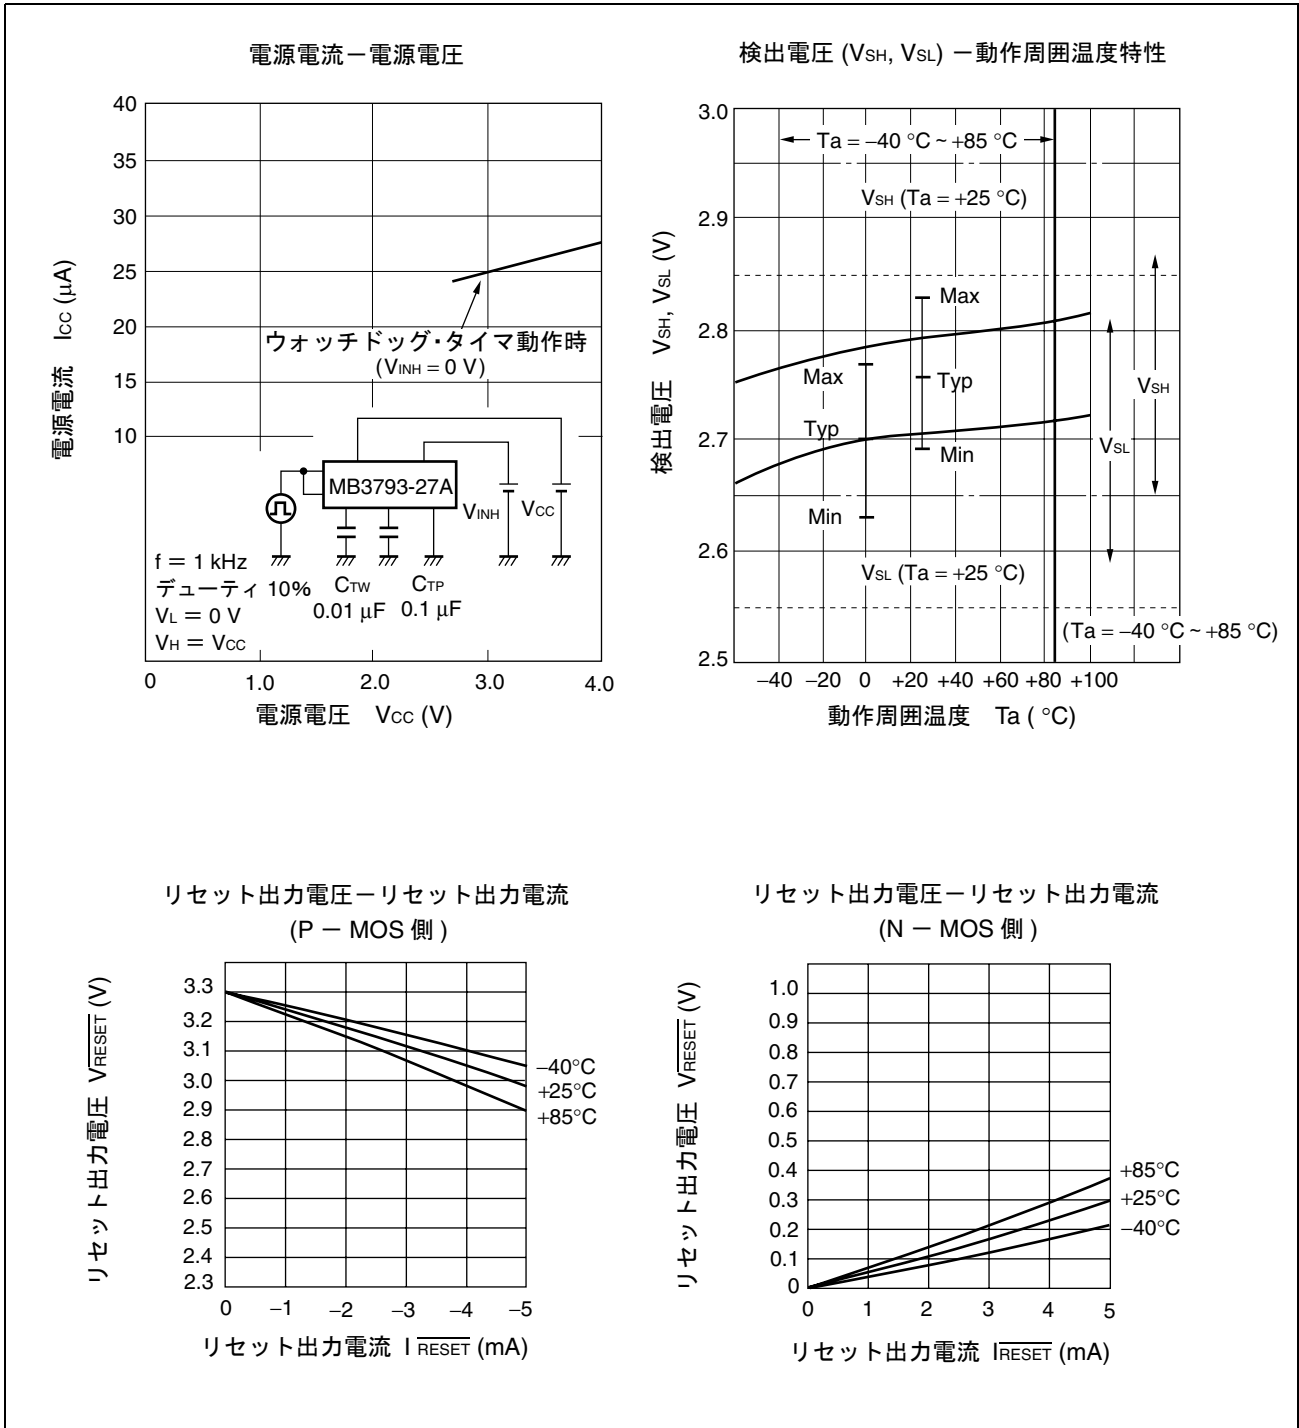 電源電流－電源電圧
40
35
30
25
20
15
10
電源電流 ICC (μA)
ウォッチドッグ・タイマ動作時
(VINH = 0 V)
MB3793-27A
VINH
VCC
f = 1 kHz
デューティ 10%
VL = 0 V
VH = VCC
CTW
0.01 μF
CTP
0.1 μF
0 1.0 2.0 3.0 4.0
電源電圧 VCC (V)
検出電圧 (VSH, VSL) －動作周囲温度特性
3.0
2.9
2.8
2.7
2.6
2.5
検出電圧 VSH, VSL (V)
Ta = −40 °C ~ +85 °C
VSH (Ta = +25 °C)
Max
Typ
Min
Max
Typ
Min
VSH
VSL
VSL (Ta = +25 °C)
(Ta = −40 °C ~ +85 °C)
−40 −20 0 +20 +40 +60 +80 +100
動作周囲温度 Ta ( °C)
リセット出力電圧－リセット出力電流
(P － MOS 側 )
3.3
3.2
3.1
3.0
2.9
2.8
2.7
2.6
2.5
2.4
2.3
リセット出力電圧 VRESET (V)
−40°C
+25°C
+85°C
0 −1 −2 −3 −4 −5
リセット出力電流 I RESET (mA)
リセット出力電圧－リセット出力電流
(N － MOS 側 )
1.0
0.9
0.8
0.7
0.6
0.5
0.4
0.3
0.2
0.1
0
リセット出力電圧 VRESET (V)
+85°C
+25°C
−40°C
0 1 2 3 4 5
リセット出力電流 IRESET (mA)